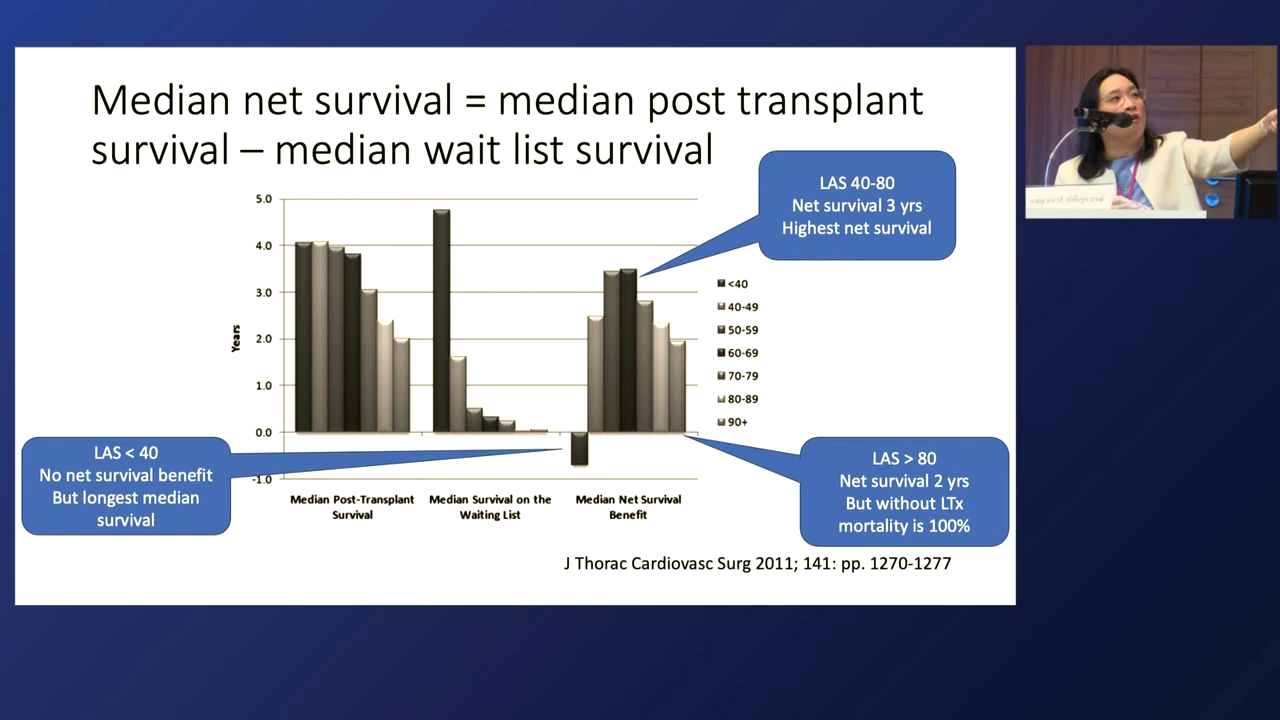 Median net survival = median post transplant
survival – median wait list survival
LAS 40-80
Net survival 3 yrs
Highest net survival
5.0
4.0
3.0
2.0
1.0
0.0
-1.0
Years
<40
40-49
50-59
60-69
70-79
80-89
90+
LAS < 40
No net survival benefit
But longest median
survival
LAS > 80
Net survival 2 yrs
But without LTx
mortality is 100%
Median Post-Transplant
Survival
Median Survival on the
Waiting List
Median Net Survival
Benefit
J Thorac Cardiovasc Surg 2011; 141: pp. 1270-1277